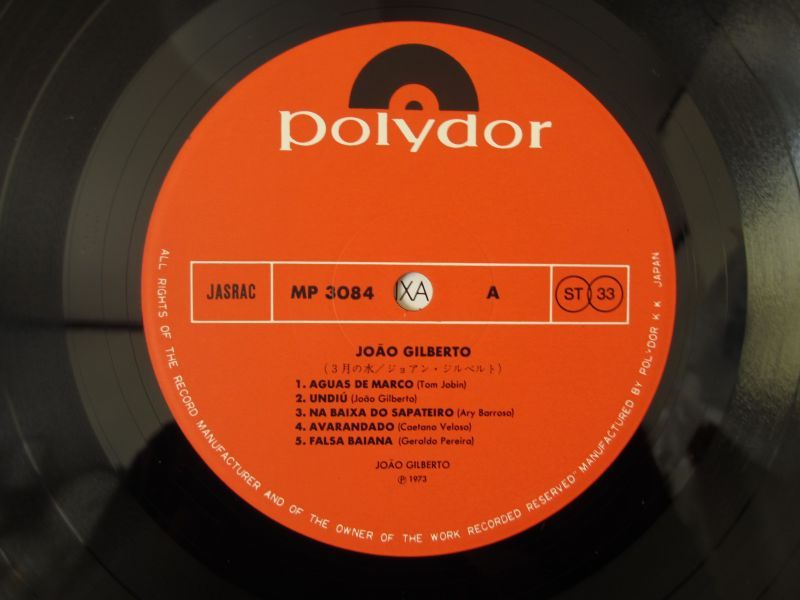 polydor
JASRAC MP 3084 IXA A ST 33
JOÃO GILBERTO
(3月の水/ジョアン・ジルベルト)
1. AGUAS DE MARCO (Tom Jobin)
2. UNDIÚ (João Gilberto)
3. NA BAIXA DO SAPATEIRO (Ary Barroso)
4. AVARANDADO (Caetano Veloso)
5. FALSA BAIANA (Geraldo Pereira)
JOÃO GILBERTO
℗ 1973
ALL RIGHTS OF THE RECORD MANUFACTURER AND OF THE OWNER OF THE WORK RECORDED RESERVED" MANUFACTURED BY POLYDOR K K JAPAN